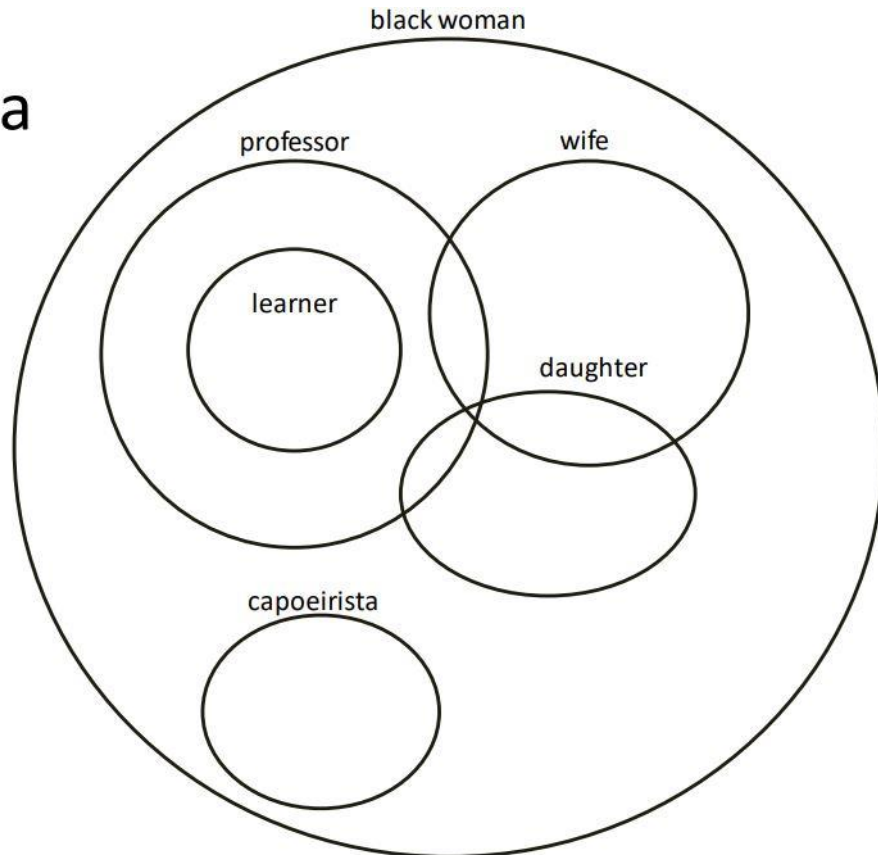 black woman
a
professor
wife
learner
daughter
capoeirista